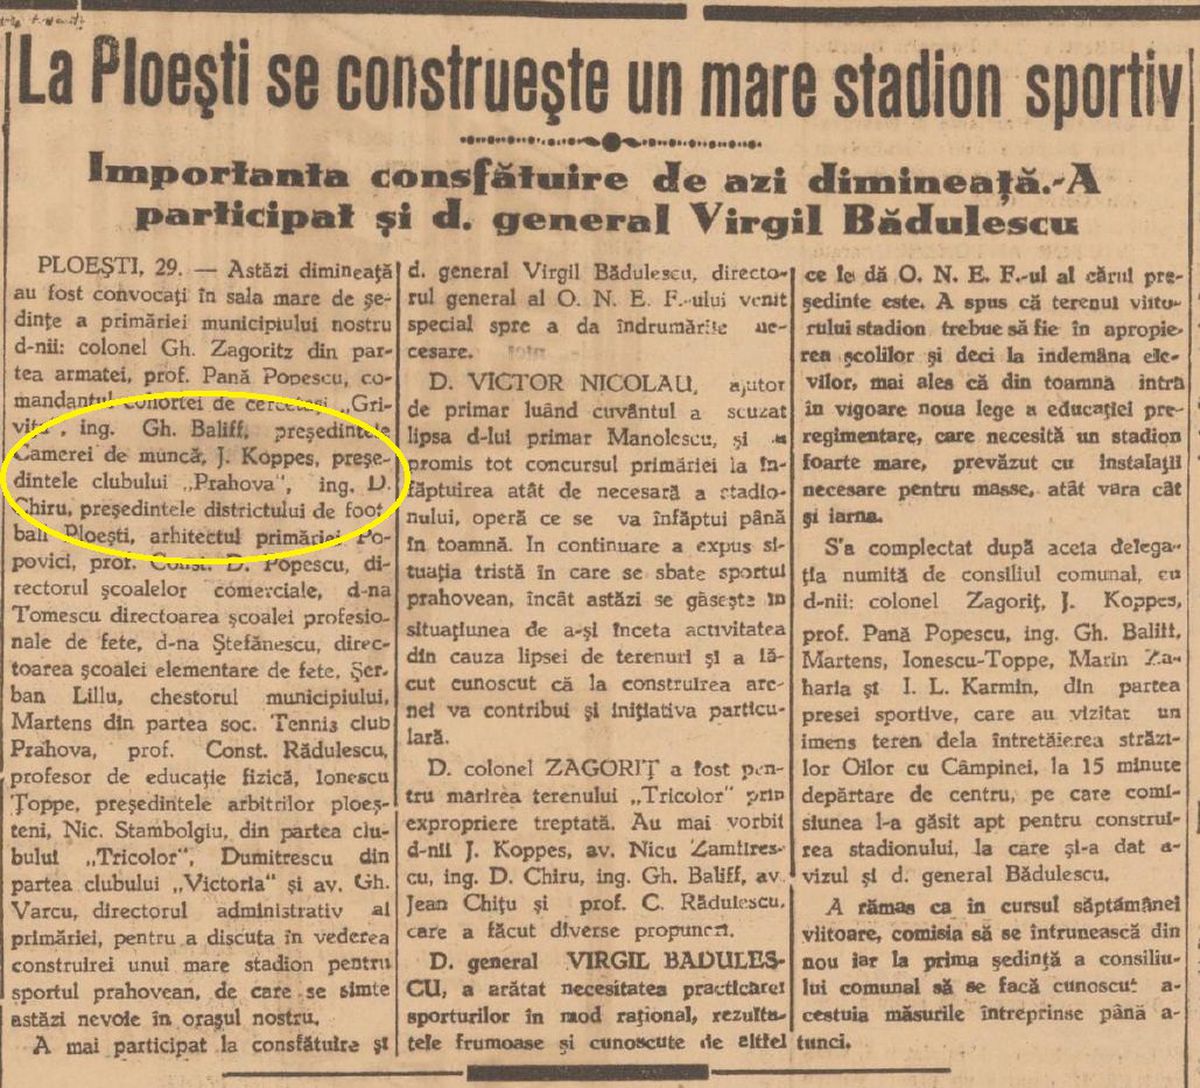 La Ploeşti se construeşte un mare stadion sportiv
Importanta consfătuire de azi dimineaţă.-A
participat şi d. general Virgil Bădulescu
PLOEŞTI, 29. — Astăzi dimineaţă
au fost convocaţi în sala mare de şe-
dinţe a primăriei municipiului nostru
d-nii: colonel Gh. Zagoritz din par-
tea armatei, prof. Pană Popescu, co-
mandantul cohortei de cercetaşi „Gri-
viţa", ing. Gh. Baliff, preşedintele
Camerei de muncă, J. Koppes, preşe-
dintele clubului „Prahova", ing. D.
Chiru, preşedintele districtului de foot
ball Ploeşti, arhitectul primăriei Po-
povici, prof. Const. D. Popescu, di-
rectorul şcoalelor comerciale, d-na
Tomescu directoarea şcoalei profesio-
nale de fete, d-na Ştefănescu, direc-
toarea şcoalei elementare de fete, Şer-
ban Lillu, chestorul municipiului,
Martens din partea soc. Tennis club
Prahova, prof. Const. Rădulescu,
profesor de educaţie fizică, Ionescu
Ţoppe, preşedintele arbitrilor ploeş-
teni, Nic. Stambolgiu, din partea clu-
bului „Tricolor", Dumitrescu din
partea clubului „Victoria" şi av. Gh.
Varcu, directorul administrativ al
primăriei, pentru a discuta în vederea
construirei unui mare stadion pentru
sportul prahovean, de care se simte
astăzi nevoie în oraşul nostru.
A mai participat la consfătuire şi
d. general Virgil Bădulescu, directo-
rul general al O. N. E. F.-ului venit
special spre a da îndrumările ne-
cesare.
D. VICTOR NICOLAU, ajutor
de primar luând cuvântul a scuzat
lipsa d-lui primar Manolescu, şi a
promis tot concursul primăriei la în-
făptuirea atât de necesară a stadio-
nului, operă ce se va înfăptui până
în toamnă. In continuare a expus si-
tuaţia tristă în care se sbate sportul
prahovean, încât astăzi se găseşte în
situaţiunea de a-şi înceta activitatea
din cauza lipsei de terenuri şi a fă-
cut cunoscut că la construirea are-
nei va contribui şi iniţiativa particu-
lară.
D. colonel ZAGORIŢ a fost pen-
tru mărirea terenului „Tricolor" prin
expropriere treptată. Au mai vorbit
d-nii J. Koppes, av. Nicu Zamfires-
cu, ing. D. Chiru, ing. Gh. Baliff, av.
Jean Chiţu şi prof. C. Rădulescu,
care a făcut diverse propuneri.
D. general VIRGIL BADULES-
CU, a arătat necesitatea practicărei
sporturilor în mod raţional, rezulta-
tele frumoase şi cunoscute de altfel
ce le dă O. N. E. F.-ul al cărui pre-
şedinte este. A spus că terenul viito-
rului stadion trebue să fie în apropie-
rea şcolilor şi deci la indemâna ele-
vilor, mai ales că din toamnă intră
în vigoare noua lege a educaţiei pre-
regimentare, care necesită un stadion
foarte mare, prevăzut cu instalaţii
necesare pentru masse, atât vara cât
şi iarna.
S'a complectat după aceia delega-
ţia numită de consiliul comunal, cu
d-nii: colonel Zagoriţ, J. Koppes,
prof. Pană Popescu, ing. Gh. Baliff,
Martens, Ionescu-Toppe, Marin Za-
haria şi I. L. Karmin, din partea
presei sportive, care au vizitat un
imens teren dela întretăierea străzi-
lor Oilor cu Câmpinei, la 15 minute
depărtare de centru, pe care comi-
siunea l-a găsit apt pentru construi-
rea stadionului, la care şi-a dat a-
vizul şi d. general Bădulescu.
A rămas ca în cursul săptămânei
viitoare, comisia să se întrunească din
nou iar la prima şedinţă a consiliu-
lui comunal să se facă cunoscut a-
cestuia măsurile întreprinse până a-
tunci.